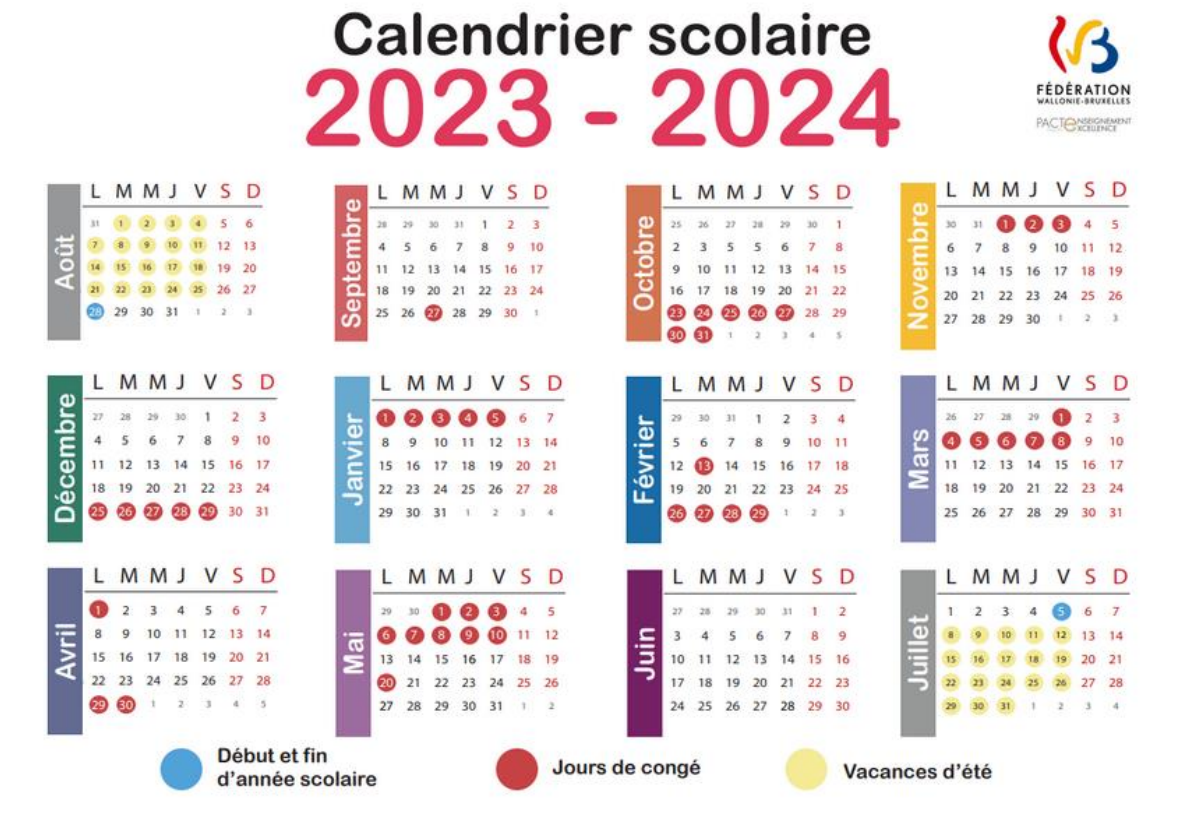 Calendrier scolaire
2023 - 2024
FÉDÉRATION
WALLONIE-BRUXELLES
PACTE ENSEIGNEMENT
EXCELLENCE
Août
L M M J V S D
31 1 2 3 4 5 6
7 8 9 10 11 12 13
14 15 16 17 18 19 20
21 22 23 24 25 26 27
28 29 30 31 1 2 3
Septembre
L M M J V S D
28 29 30 31 1 2 3
4 5 6 7 8 9 10
11 12 13 14 15 16 17
18 19 20 21 22 23 24
25 26 27 28 29 30 1
Octobre
L M M J V S D
25 26 27 28 29 30 1
2 3 5 5 6 7 8
9 10 11 12 13 14 15
16 17 18 19 20 21 22
23 24 25 26 27 28 29
30 31 1 2 3 4 5
Novembre
L M M J V S D
30 31 1 2 3 4 5
6 7 8 9 10 11 12
13 14 15 16 17 18 19
20 21 22 23 24 25 26
27 28 29 30 1 2 3
Décembre
L M M J V S D
27 28 29 30 1 2 3
4 5 6 7 8 9 10
11 12 13 14 15 16 17
18 19 20 21 22 23 24
25 26 27 28 29 30 31
Janvier
L M M J V S D
1 2 3 4 5 6 7
8 9 10 11 12 13 14
15 16 17 18 19 20 21
22 23 24 25 26 27 28
29 30 31 1 2 3 4
Février
L M M J V S D
29 30 31 1 2 3 4
5 6 7 8 9 10 11
12 13 14 15 16 17 18
19 20 21 22 23 24 25
26 27 28 29 1 2 3
Mars
L M M J V S D
26 27 28 29 1 2 3
4 5 6 7 8 9 10
11 12 13 14 15 16 17
18 19 20 21 22 23 24
25 26 27 28 29 30 31
Avril
L M M J V S D
1 2 3 4 5 6 7
8 9 10 11 12 13 14
15 16 17 18 19 20 21
22 23 24 25 26 27 28
29 30 1 2 3 4 5
Mai
L M M J V S D
29 30 1 2 3 4 5
6 7 8 9 10 11 12
13 14 15 16 17 18 19
20 21 22 23 24 25 26
27 28 29 30 31 1 2
Juin
L M M J V S D
27 28 29 30 31 1 2
3 4 5 6 7 8 9
10 11 12 13 14 15 16
17 18 19 20 21 22 23
24 25 26 27 28 29 30
Juillet
L M M J V S D
1 2 3 4 5 6 7
8 9 10 11 12 13 14
15 16 17 18 19 20 21
22 23 24 25 26 27 28
29 30 31 1 2 3 4
Début et fin
d'année scolaire
Jours de congé
Vacances d'été